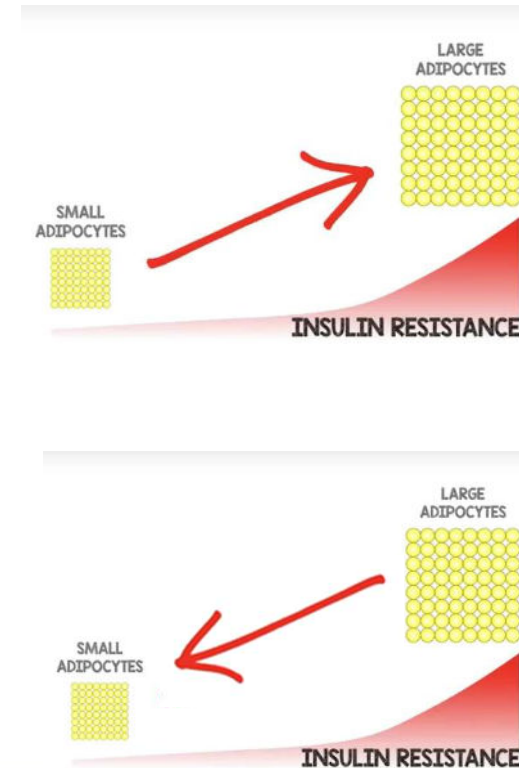 LARGE
ADIPOCYTES
SMALL
ADIPOCYTES
INSULIN RESISTANCE
LARGE
ADIPOCYTES
SMALL
ADIPOCYTES
INSULIN RESISTANCE